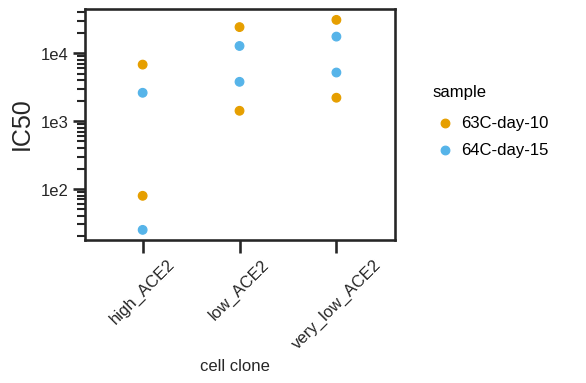 IC50
1e4
1e3
1e2
high_ACE2
low_ACE2
very_low_ACE2
cell clone
sample
63C-day-10
64C-day-15